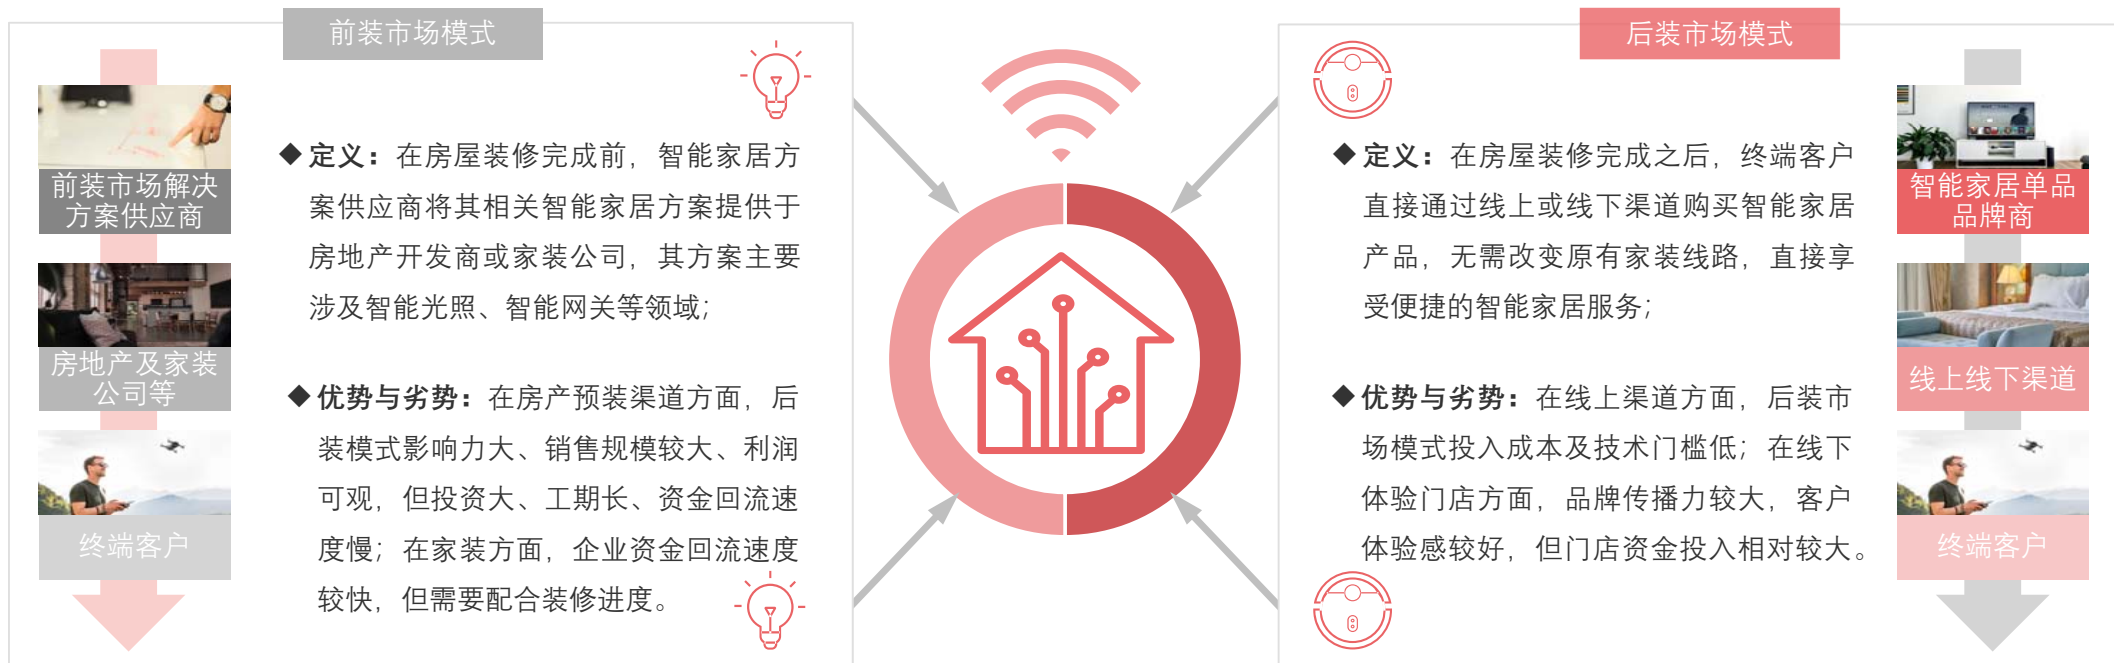 前装市场模式
前装市场解决
方案供应商
房地产及家装
公司等
终端客户
◆定义：在房屋装修完成前，智能家居方
案供应商将其相关智能家居方案提供于
房地产开发商或家装公司，其方案主要
涉及智能光照、智能网关等领域；
◆优势与劣势：在房产预装渠道方面，后
装模式影响力大、销售规模较大、利润
可观，但投资大、工期长、资金回流速
度慢；在家装方面，企业资金回流速度
较快，但需要配合装修进度。
后装市场模式
◆定义：在房屋装修完成之后，终端客户
直接通过线上或线下渠道购买智能家居
产品，无需改变原有家装线路，直接享
受便捷的智能家居服务；
◆优势与劣势：在线上渠道方面，后装市
场模式投入成本及技术门槛低；在线下
体验门店方面，品牌传播力较大，客户
体验感较好，但门店资金投入相对较大。
智能家居单品
品牌商
线上线下渠道
终端客户